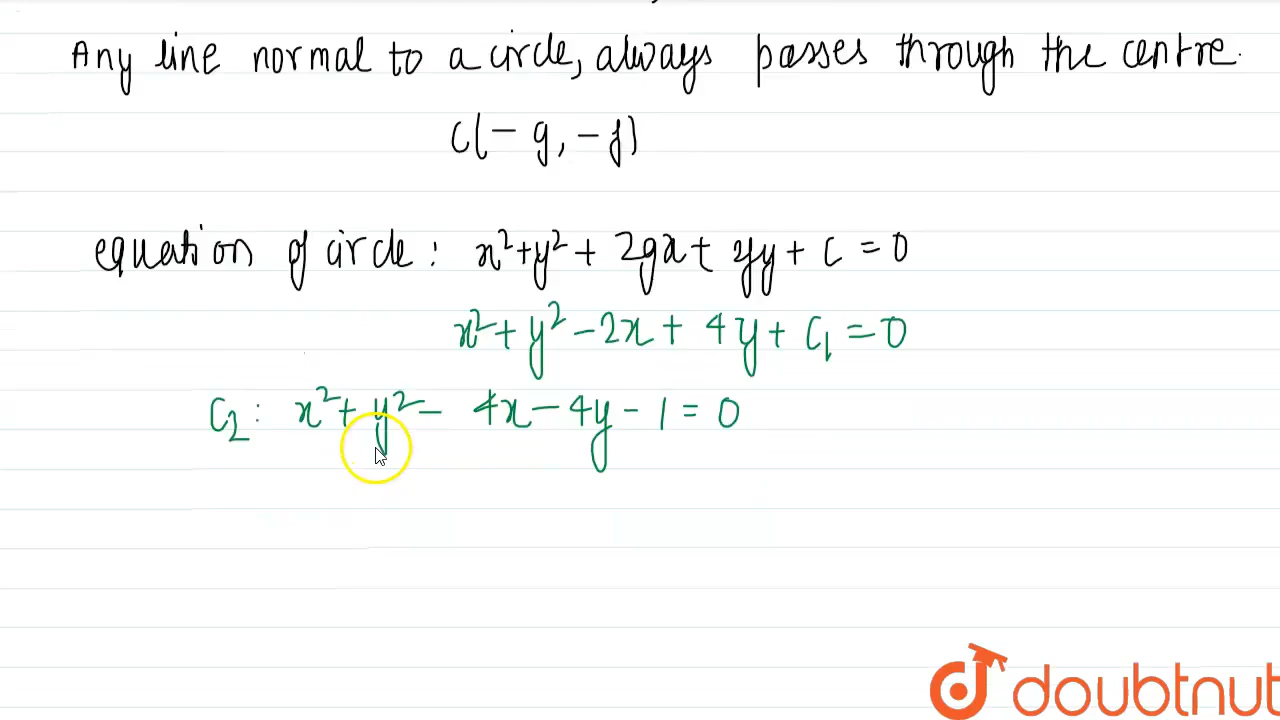 Any line normal to a circle, always passes through the centre.
C(-g, -f)
equation of circle: x²+y²+2gx+2fy+c=0
x²+y²-2x+4y+c₁=0
C₂: x²+y²-4x-4y-1=0
doubtnut